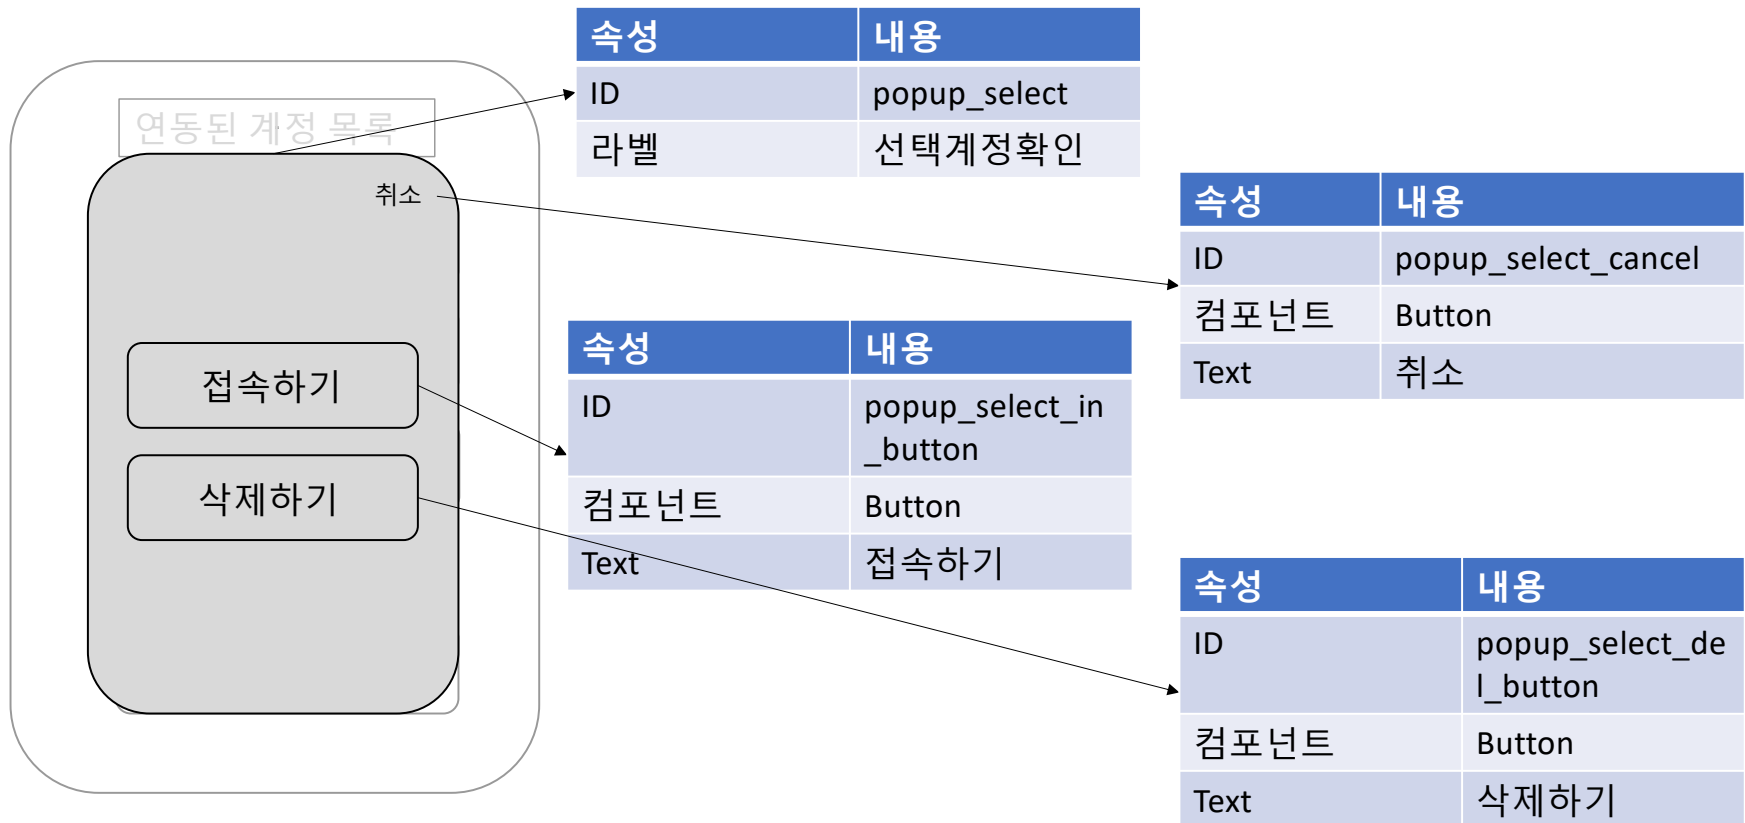 연동된 계정 목록
취소
접속하기
삭제하기
속성 내용
ID popup_select
라벨 선택계정확인
속성 내용
ID popup_select_cancel
컴포넌트 Button
Text 취소
속성 내용
ID popup_select_in
_button
컴포넌트 Button
Text 접속하기
속성 내용
ID popup_select_de
l_button
컴포넌트 Button
Text 삭제하기